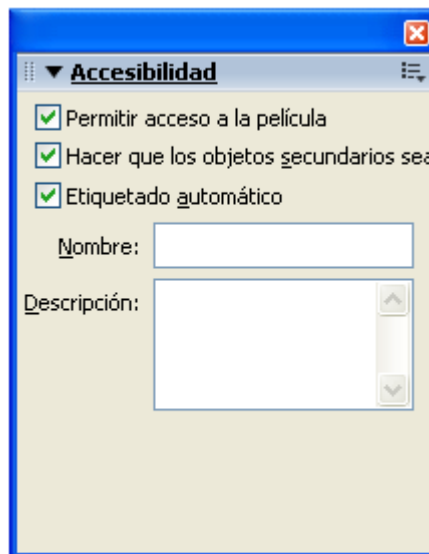 Accesibilidad
Permitir acceso a la película
Hacer que los objetos secundarios sea
Etiquetado automático
Nombre:
Descripción: